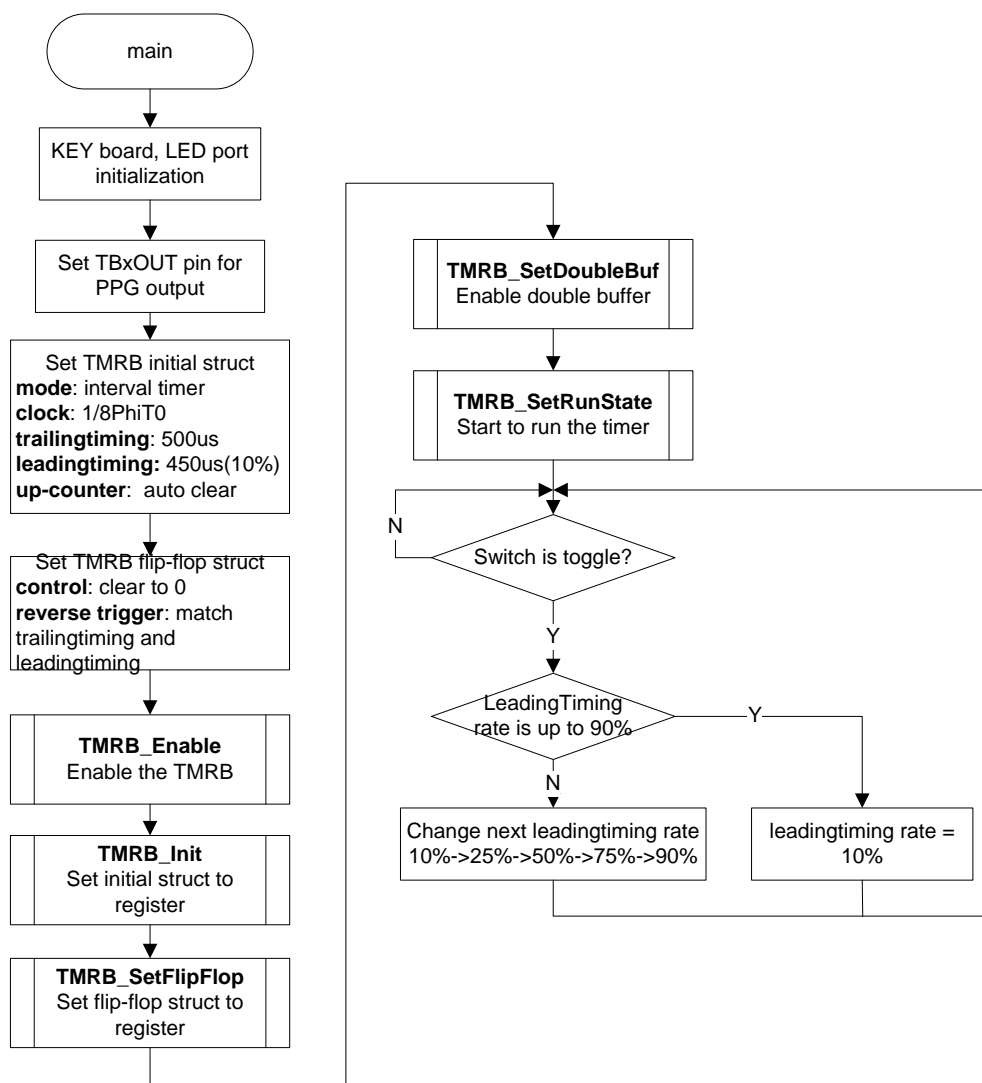 main
KEY board, LED port
initialization
Set TBxOUT pin for
PPG output
Set TMRB initial struct
mode: interval timer
clock: 1/8PhiT0
trailingtiming: 500us
leadingtiming: 450us(10%)
up-counter:  auto clear
Set TMRB flip-flop struct
control: clear to 0
reverse trigger: match
trailingtiming and
leadingtiming
TMRB_Enable
Enable the TMRB
TMRB_Init
Set initial struct to
register
TMRB_SetFlipFlop
Set flip-flop struct to
register
TMRB_SetDoubleBuf
Enable double buffer
TMRB_SetRunState
Start to run the timer
N
Switch is toggle?
Y
LeadingTiming
rate is up to 90%
Y
N
Change next leadingtiming rate
10%->25%->50%->75%->90%
leadingtiming rate =
10%